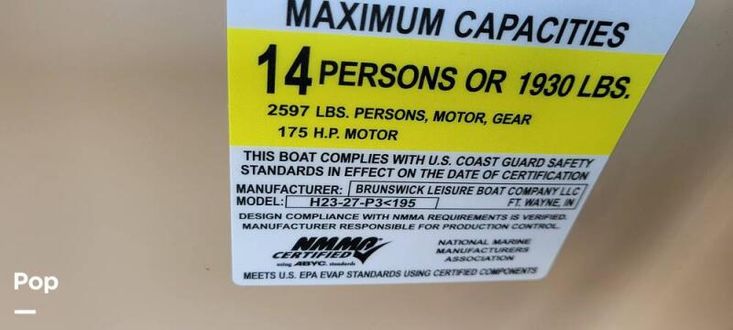 MAXIMUM CAPACITIES
14 PERSONS OR 1930 LBS.
2597 LBS. PERSONS, MOTOR, GEAR
175 H.P. MOTOR
THIS BOAT COMPLIES WITH U.S. COAST GUARD SAFETY
STANDARDS IN EFFECT ON THE DATE OF CERTIFICATION
MANUFACTURER: BRUNSWICK LEISURE BOAT COMPANY LLC
MODEL: H23-27-P3<195 FT. WAYNE, IN
DESIGN COMPLIANCE WITH NMMA REQUIREMENTS IS VERIFIED.
MANUFACTURER RESPONSIBLE FOR PRODUCTION CONTROL.
NMMA
CERTIFIED
using ABYC standards
NATIONAL MARINE
MANUFACTURERS
ASSOCIATION
MEETS U.S. EPA EVAP STANDARDS USING CERTIFIED COMPONENTS
Pop